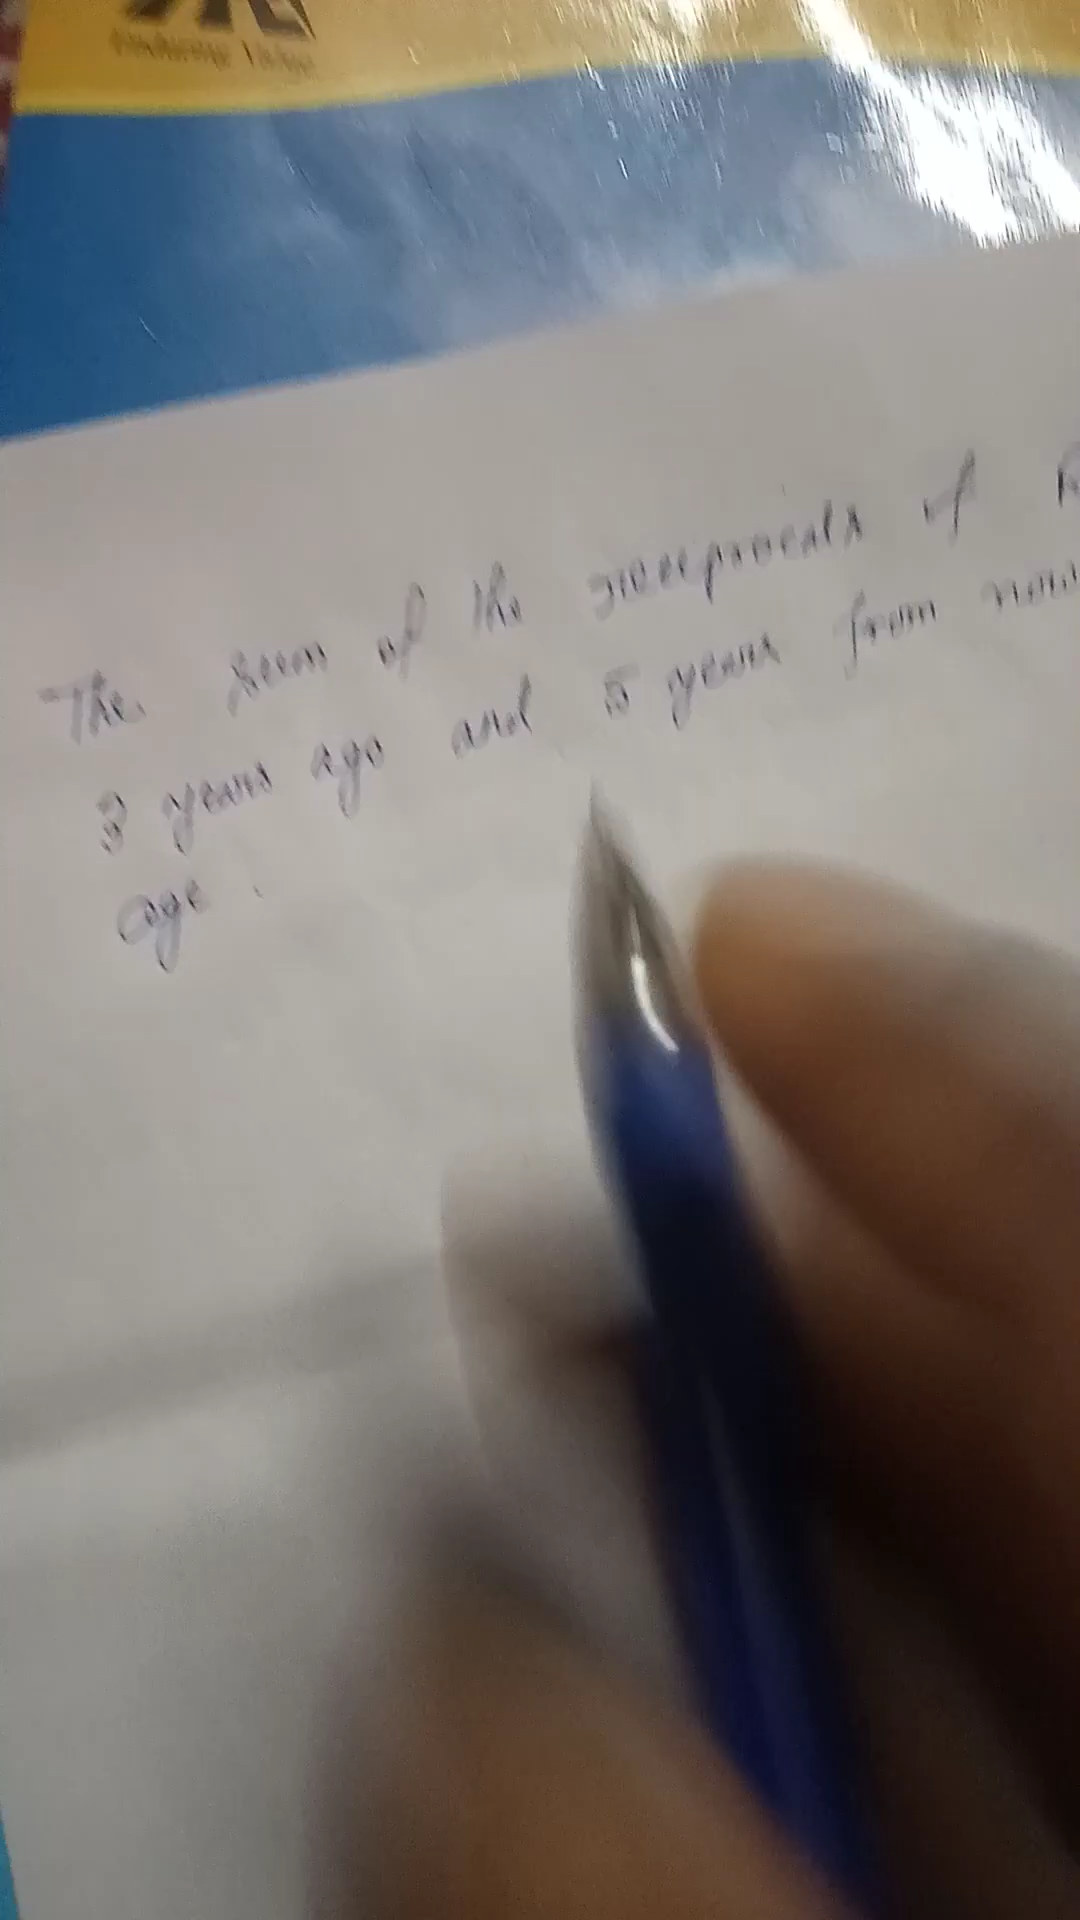 The sum of the reciprocals of
3 years ago and 5 years from now
age.